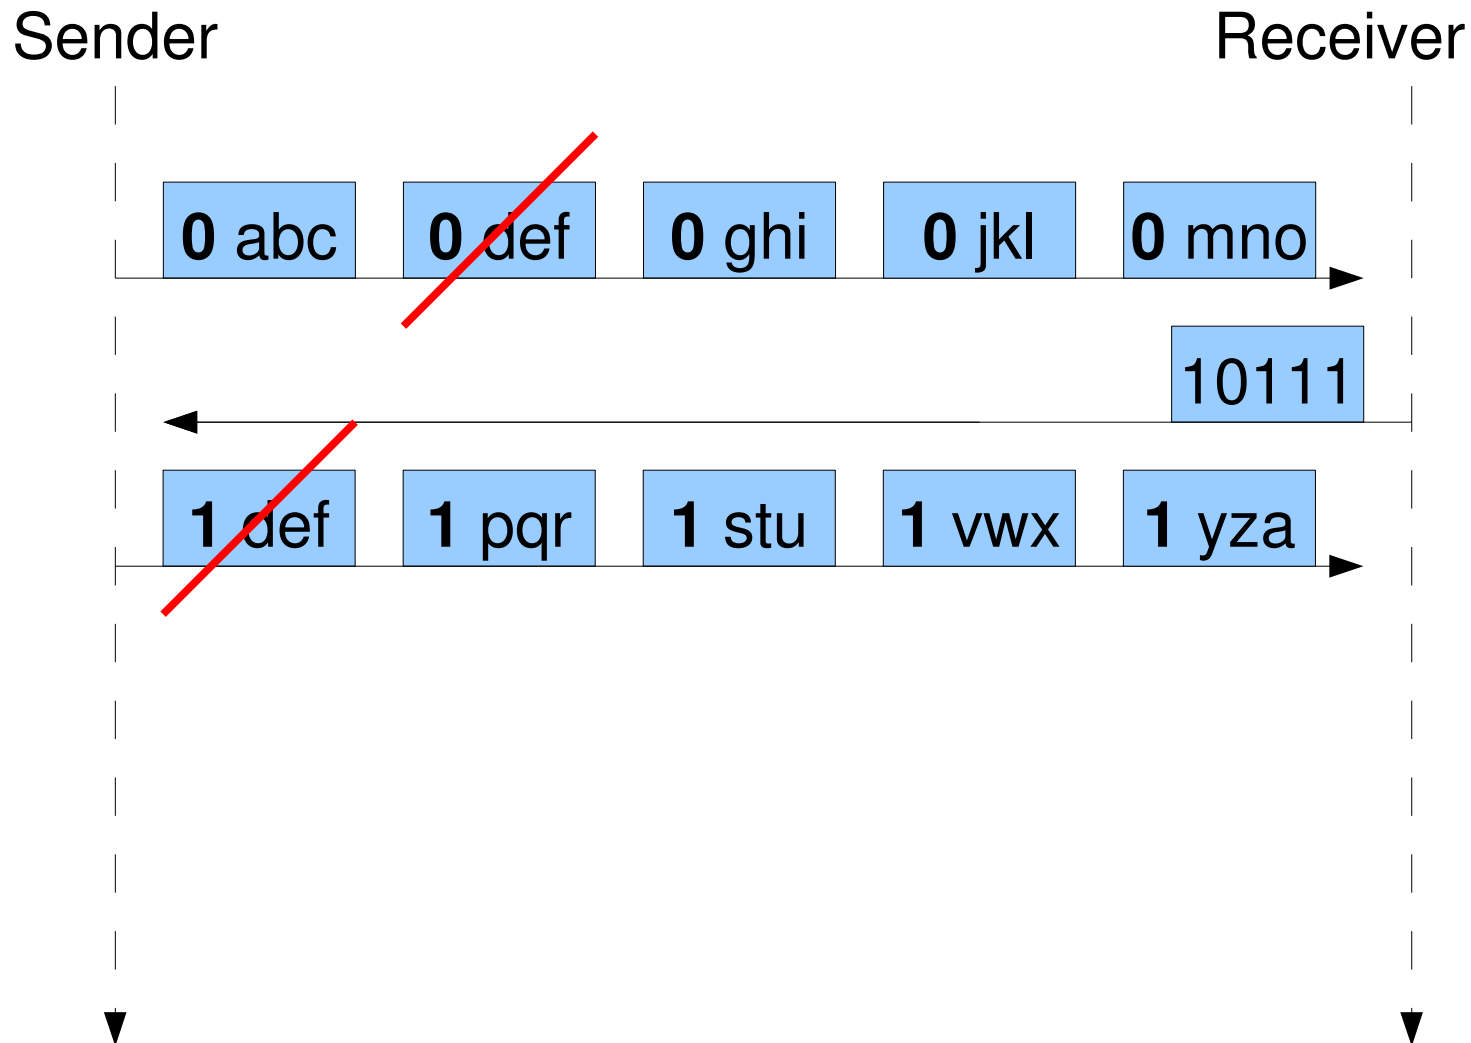 Sender Receiver
0 abc 0 def 0 ghi 0 jkl 0 mno
10111
1 def 1 pqr 1 stu 1 vwx 1 yza